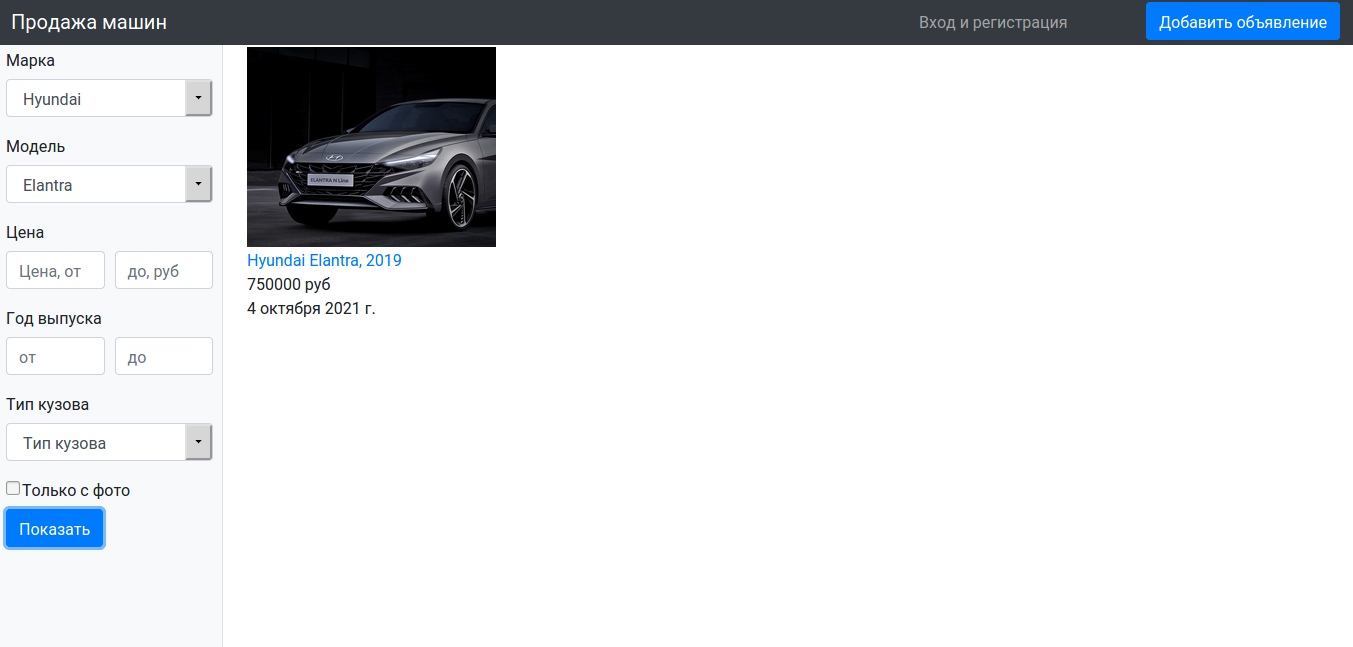 Продажа машин
Вход и регистрация
Добавить объявление
Марка
Hyundai
Модель
Elantra
Цена
Цена, от
до, руб
Год выпуска
от
до
Тип кузова
Тип кузова
Только с фото
Показать
ELANTRA N Line
Hyundai Elantra, 2019
750000 руб
4 октября 2021 г.